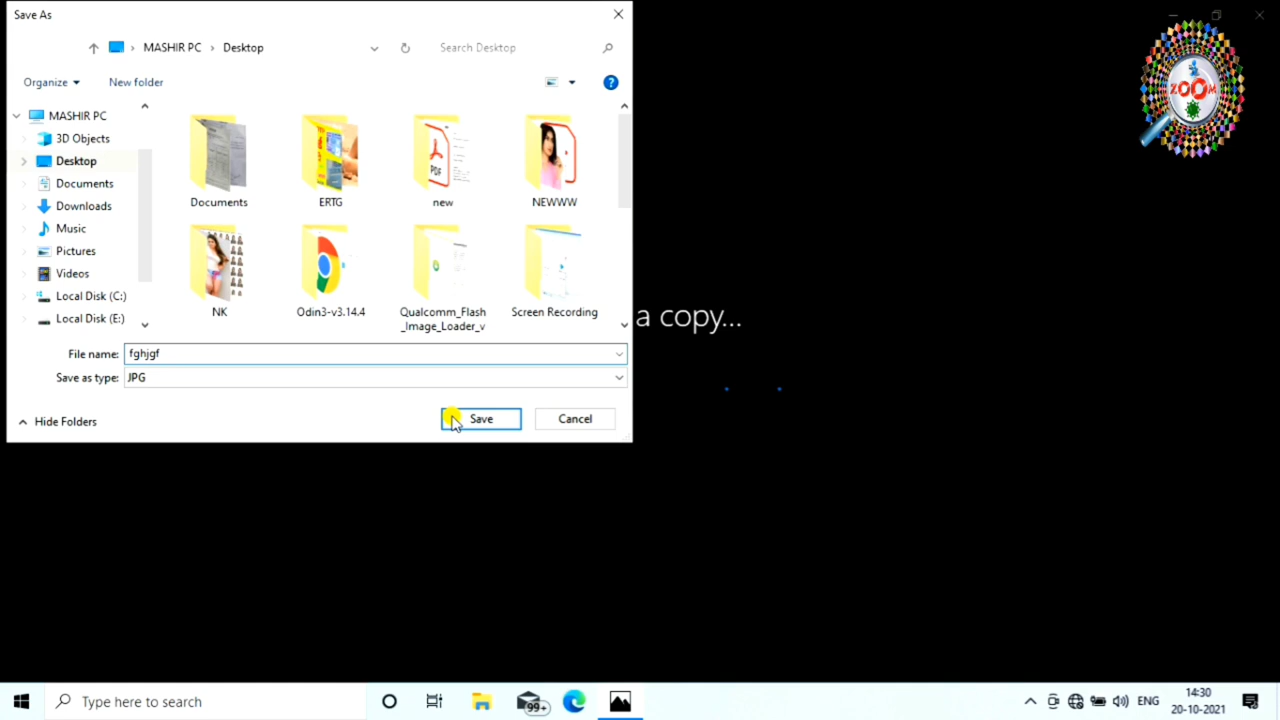 Save As
MASHIR PC
Desktop
Search Desktop
Organize
New folder
MASHIR PC
3D Objects
Desktop
Documents
Downloads
Music
Pictures
Videos
Local Disk (C:)
Local Disk (E:)
PDF
Documents
ERTG
new
NEWWW
NK
Odin3-v3.14.4
Qualcomm_Flash
_Image_Loader_v
Screen Recording
File name:
fghjgf
Save as type:
JPG
Hide Folders
Save
Cancel
a copy...
ZOOM
Type here to search
99+
ENG
14:30
20-10-2021